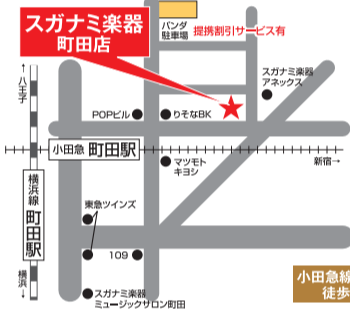 パンダ
駐車場
提携割引サービス有
スガナミ楽器
町田店
スガナミ楽器
アネックス
↑八王子
POPビル
りそなBK
小田急 町田駅
新宿→
マツモト
キヨシ
横浜線 町田駅
東急ツインズ
109
横浜↓
スガナミ楽器
ミュージックサロン町田
小田急線
徒歩